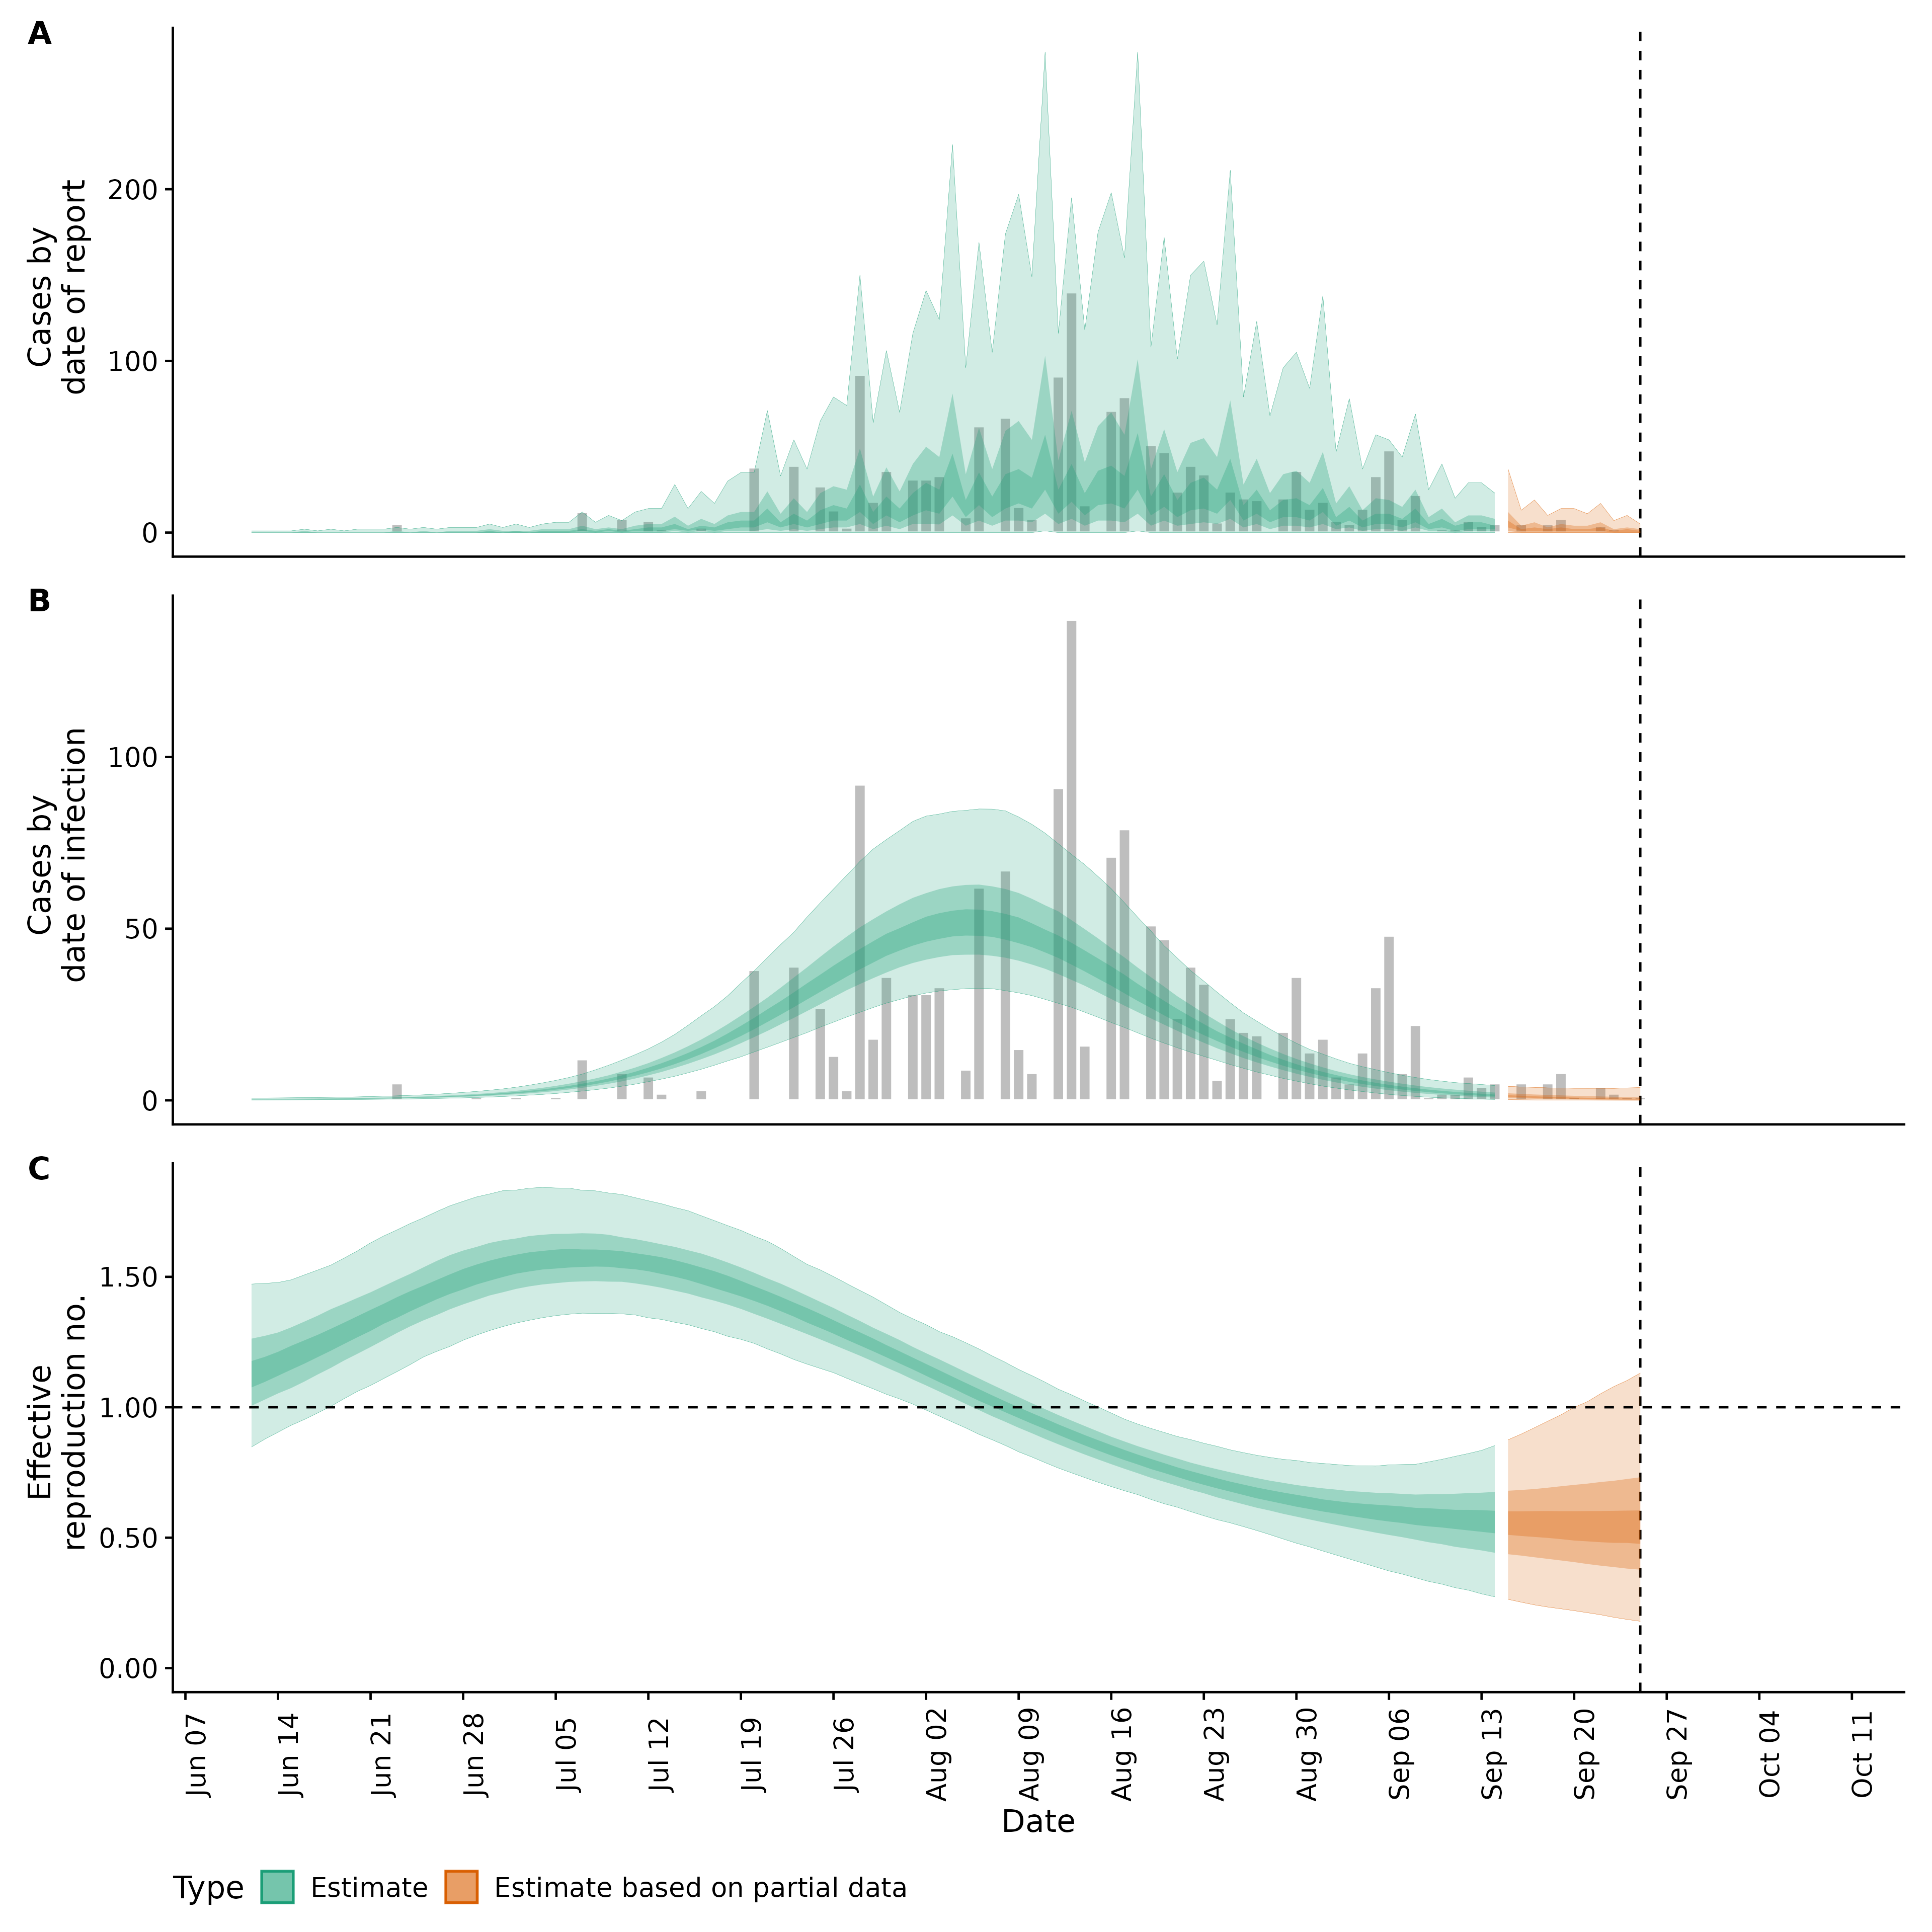 A
Cases by
date of report
200
100
0
B
Cases by
date of infection
100
50
0
C
Effective
reproduction no.
1.50
1.00
0.50
0.00
Jun 07
Jun 14
Jun 21
Jun 28
Jul 05
Jul 12
Jul 19
Jul 26
Aug 02
Aug 09
Aug 16
Aug 23
Aug 30
Sep 06
Sep 13
Sep 20
Sep 27
Oct 04
Oct 11
Date
Type Estimate Estimate based on partial data